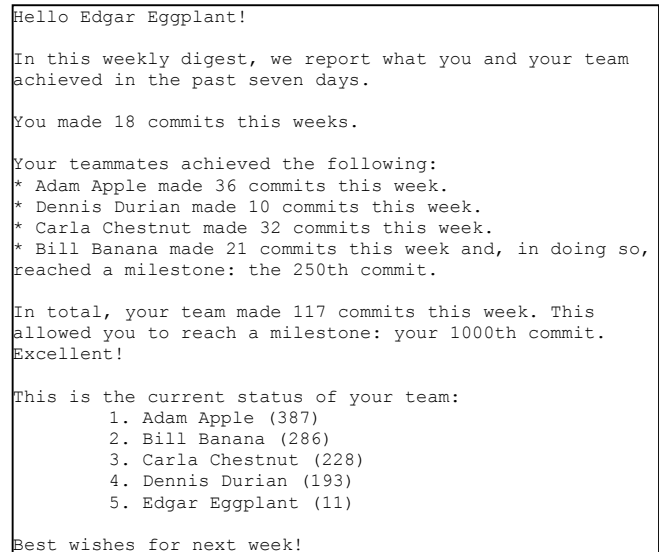 Hello Edgar Eggplant!
In this weekly digest, we report what you and your team
achieved in the past seven days.
You made 18 commits this weeks.
Your teammates achieved the following:
* Adam Apple made 36 commits this week.
* Dennis Durian made 10 commits this week.
* Carla Chestnut made 32 commits this week.
* Bill Banana made 21 commits this week and, in doing so,
reached a milestone: the 250th commit.
In total, your team made 117 commits this week. This
allowed you to reach a milestone: your 1000th commit.
Excellent!
This is the current status of your team:
1. Adam Apple (387)
2. Bill Banana (286)
3. Carla Chestnut (228)
4. Dennis Durian (193)
5. Edgar Eggplant (11)
Best wishes for next week!